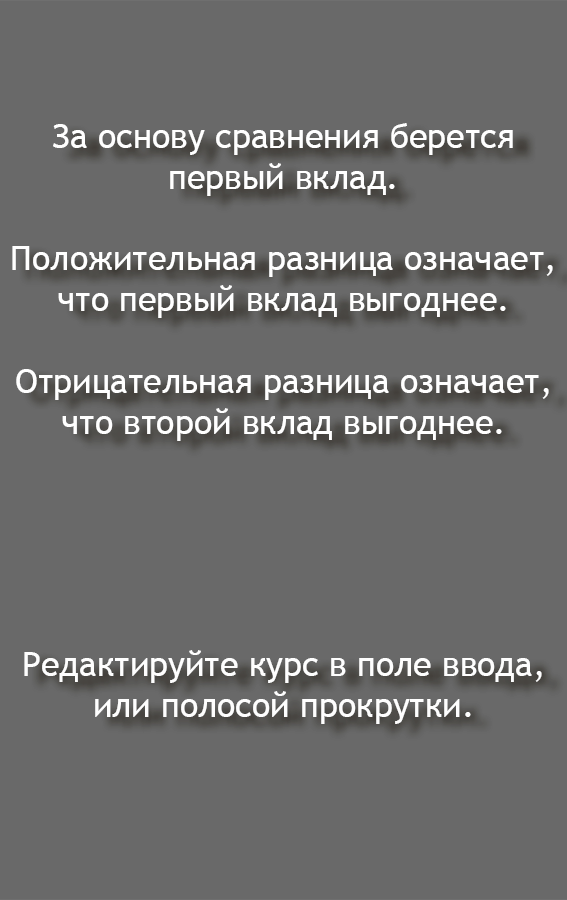 За основу сравнения берется
первый вклад.
Положительная разница означает,
что первый вклад выгоднее.
Отрицательная разница означает,
что второй вклад выгоднее.
Редактируйте курс в поле ввода,
или полосой прокрутки.